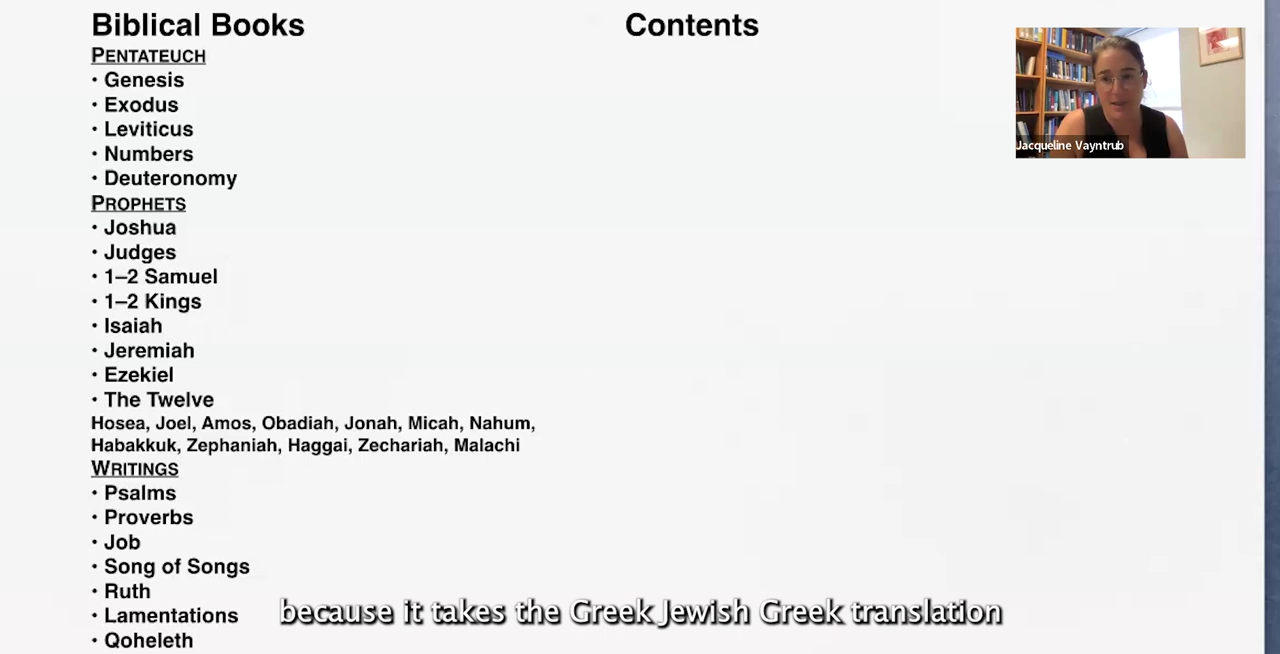 Biblical Books
Contents
PENTATEUCH
• Genesis
• Exodus
• Leviticus
• Numbers
• Deuteronomy
PROPHETS
• Joshua
• Judges
• 1–2 Samuel
• 1–2 Kings
• Isaiah
• Jeremiah
• Ezekiel
• The Twelve
Hosea, Joel, Amos, Obadiah, Jonah, Micah, Nahum,
Habakkuk, Zephaniah, Haggai, Zechariah, Malachi
WRITINGS
• Psalms
• Proverbs
• Job
• Song of Songs
• Ruth
• Lamentations
• Qoheleth
Jacqueline Vayntrub
because it takes the Greek Jewish Greek translation